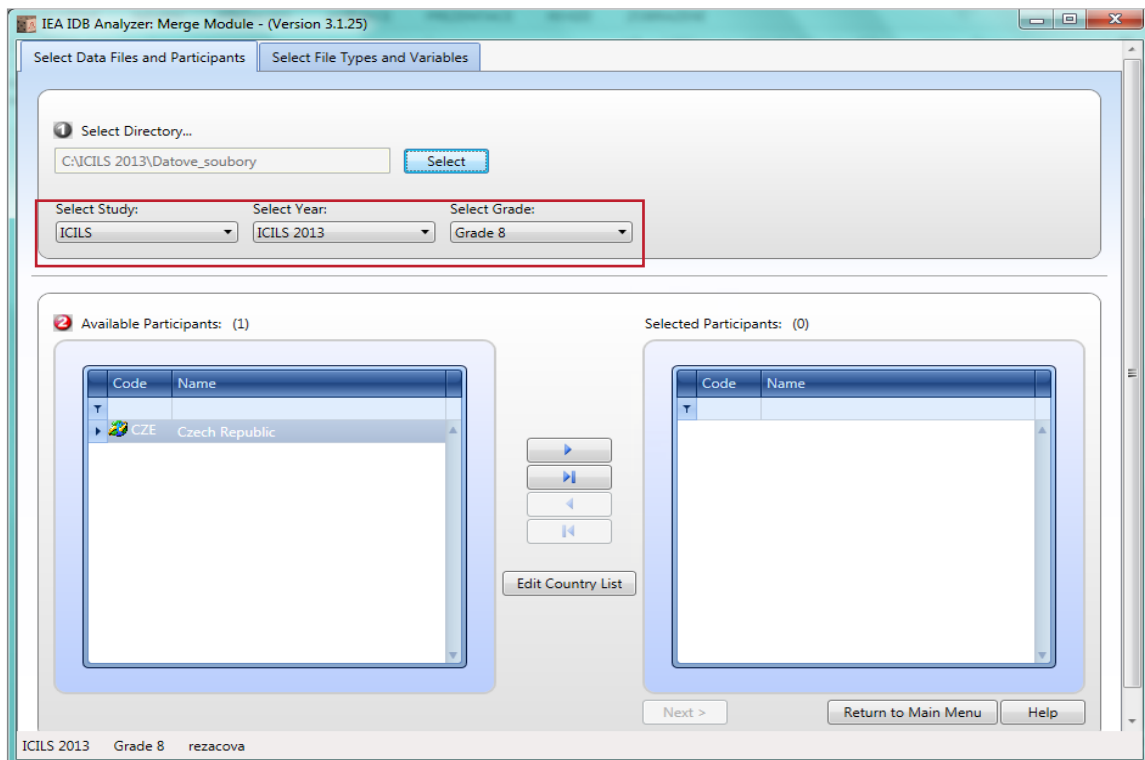 IEA IDB Analyzer: Merge Module - (Version 3.1.25)
Select Data Files and Participants
Select File Types and Variables
1 Select Directory...
C:\ICILS 2013\Datove_soubory
Select
Select Study: Select Year: Select Grade:
ICILS ICILS 2013 Grade 8
2 Available Participants: (1)
Code Name
CZE Czech Republic
Edit Country List
Selected Participants: (0)
Code Name
Next > Return to Main Menu Help
ICILS 2013 Grade 8 rezacova